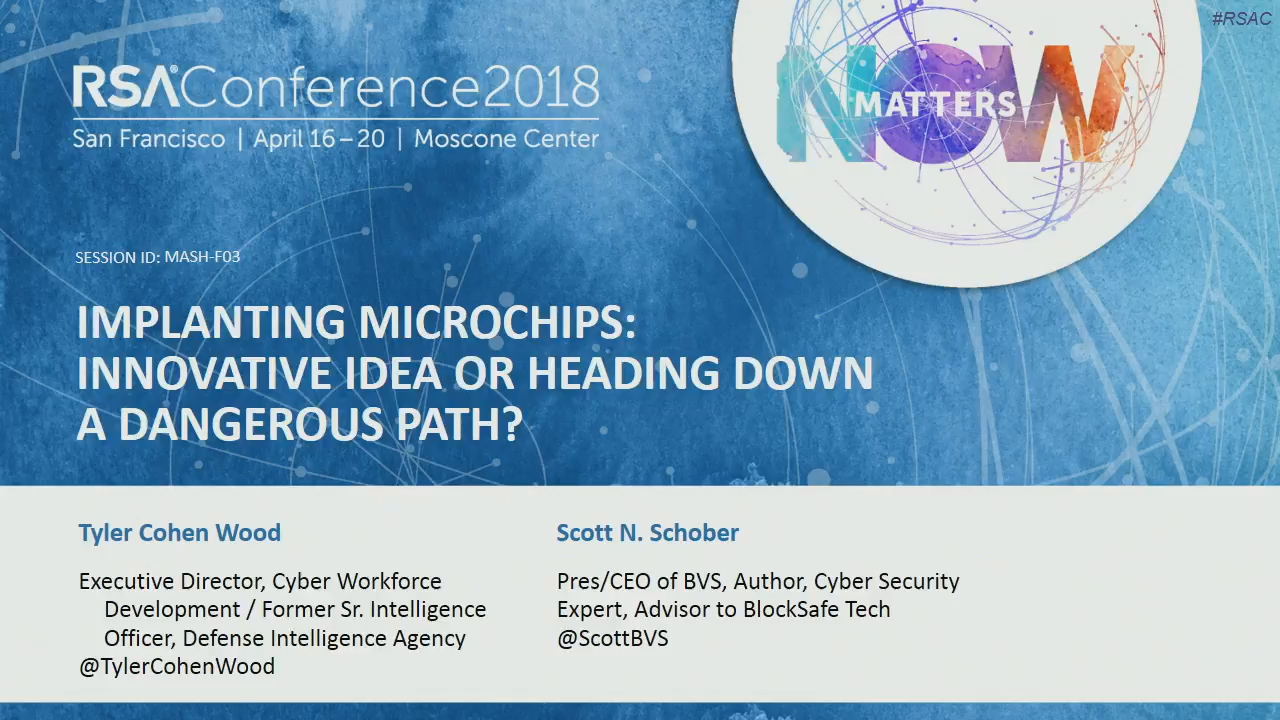 #RSAC
RSAConference2018
San Francisco | April 16–20 | Moscone Center
NOW
MATTERS
SESSION ID: MASH-F03
IMPLANTING MICROCHIPS:
INNOVATIVE IDEA OR HEADING DOWN
A DANGEROUS PATH?
Tyler Cohen Wood
Executive Director, Cyber Workforce
Development / Former Sr. Intelligence
Officer, Defense Intelligence Agency
@TylerCohenWood
Scott N. Schober
Pres/CEO of BVS, Author, Cyber Security
Expert, Advisor to BlockSafe Tech
@ScottBVS